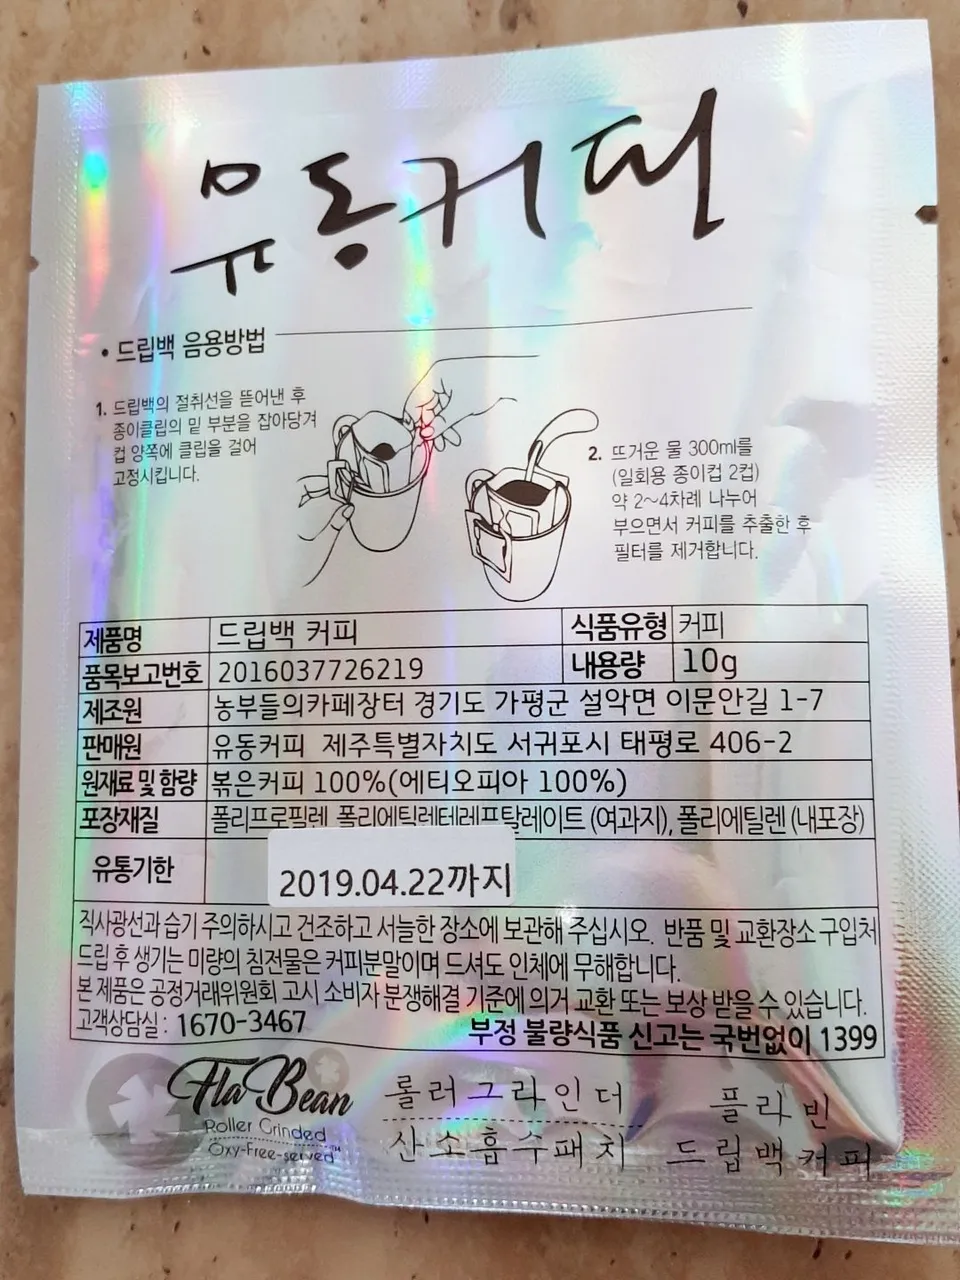 유동커피
• 드립백 음용방법
1. 드립백의 절취선을 뜯어낸 후
종이클립의 밑 부분을 잡아당겨
컵 양쪽에 클립을 걸어
고정시킵니다.
2. 뜨거운 물 300ml를
(일회용 종이컵 2컵)
약 2~4차례 나누어
부으면서 커피를 추출한 후
필터를 제거합니다.
제품명 드립백 커피 식품유형 커피
품목보고번호 2016037726219 내용량 10g
제조원 농부들의카페장터 경기도 가평군 설악면 이문안길 1-7
판매원 유동커피 제주특별자치도 서귀포시 태평로 406-2
원재료 및 함량 볶은커피 100%(에티오피아 100%)
포장재질 폴리프로필렌 폴리에틸렌테레프탈레이트 (여과지), 폴리에틸렌 (내포장)
유통기한 2019.04.22까지
직사광선과 습기 주의하시고 건조하고 서늘한 장소에 보관해 주십시오. 반품 및 교환장소 구입처
드립 후 생기는 미량의 침전물은 커피분말이며 드셔도 인체에 무해합니다.
본 제품은 공정거래위원회 고시 소비자 분쟁해결 기준에 의거 교환 또는 보상 받을 수 있습니다.
고객상담실 : 1670-3467 부정 불량식품 신고는 국번없이 1399
FlaBean 롤러그라인더 플라빈
Roller Grinded
Oxy-Free-served™ 산소흡수패치 드립백커피